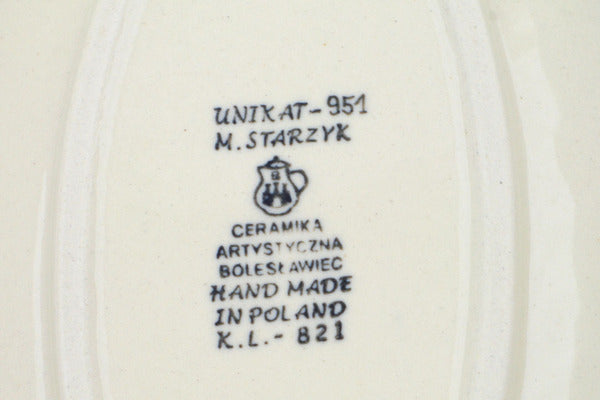 UNIKAT-951
M. STARZYK
CERAMIKA
ARTYSTYCZNA
BOLESŁAWIEC
HAND MADE
IN POLAND
K.L.- 821